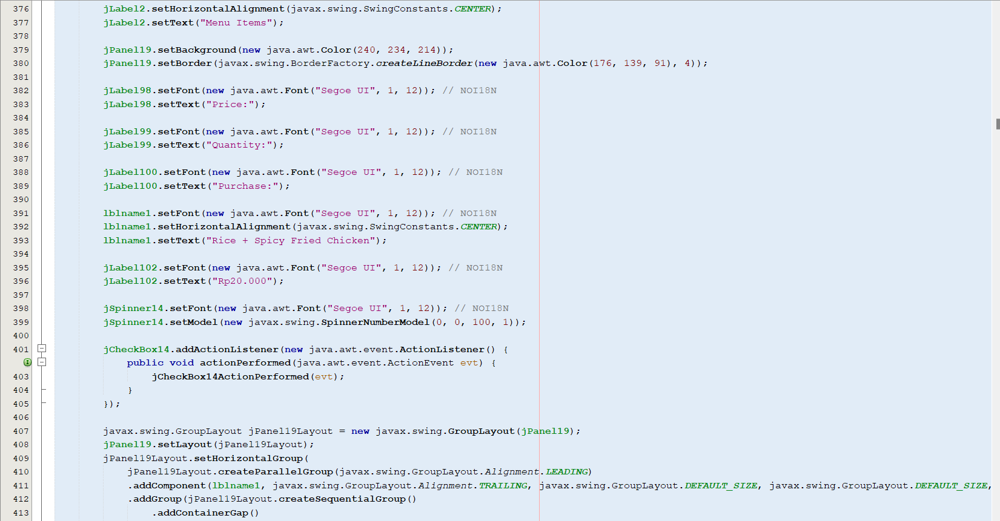 376 jLabel2.setHorizontalAlignment(javax.swing.SwingConstants.CENTER);
377 jLabel2.setText("Menu Items");
378
379 jPanel19.setBackground(new java.awt.Color(240, 234, 214));
380 jPanel19.setBorder(javax.swing.BorderFactory.createLineBorder(new java.awt.Color(176, 139, 91), 4));
381
382 jLabel98.setFont(new java.awt.Font("Segoe UI", 1, 12)); // NOI18N
383 jLabel98.setText("Price:");
384
385 jLabel99.setFont(new java.awt.Font("Segoe UI", 1, 12)); // NOI18N
386 jLabel99.setText("Quantity:");
387
388 jLabel100.setFont(new java.awt.Font("Segoe UI", 1, 12)); // NOI18N
389 jLabel100.setText("Purchase:");
390
391 lblname1.setFont(new java.awt.Font("Segoe UI", 1, 12)); // NOI18N
392 lblname1.setHorizontalAlignment(javax.swing.SwingConstants.CENTER);
393 lblname1.setText("Rice + Spicy Fried Chicken");
394
395 jLabel102.setFont(new java.awt.Font("Segoe UI", 1, 12)); // NOI18N
396 jLabel102.setText("Rp20.000");
397
398 jSpinner14.setFont(new java.awt.Font("Segoe UI", 1, 12)); // NOI18N
399 jSpinner14.setModel(new javax.swing.SpinnerNumberModel(0, 0, 100, 1));
400
401 jCheckBox14.addActionListener(new java.awt.event.ActionListener() {
public void actionPerformed(java.awt.event.ActionEvent evt) {
403 jCheckBox14ActionPerformed(evt);
404 }
405 });
406
407 javax.swing.GroupLayout jPanel19Layout = new javax.swing.GroupLayout(jPanel19);
408 jPanel19.setLayout(jPanel19Layout);
409 jPanel19Layout.setHorizontalGroup(
410 jPanel19Layout.createParallelGroup(javax.swing.GroupLayout.Alignment.LEADING)
411 .addComponent(lblname1, javax.swing.GroupLayout.Alignment.TRAILING, javax.swing.GroupLayout.DEFAULT_SIZE, javax.swing.GroupLayout.DEFAULT_SIZE,
412 .addGroup(jPanel19Layout.createSequentialGroup()
413 .addContainerGap()